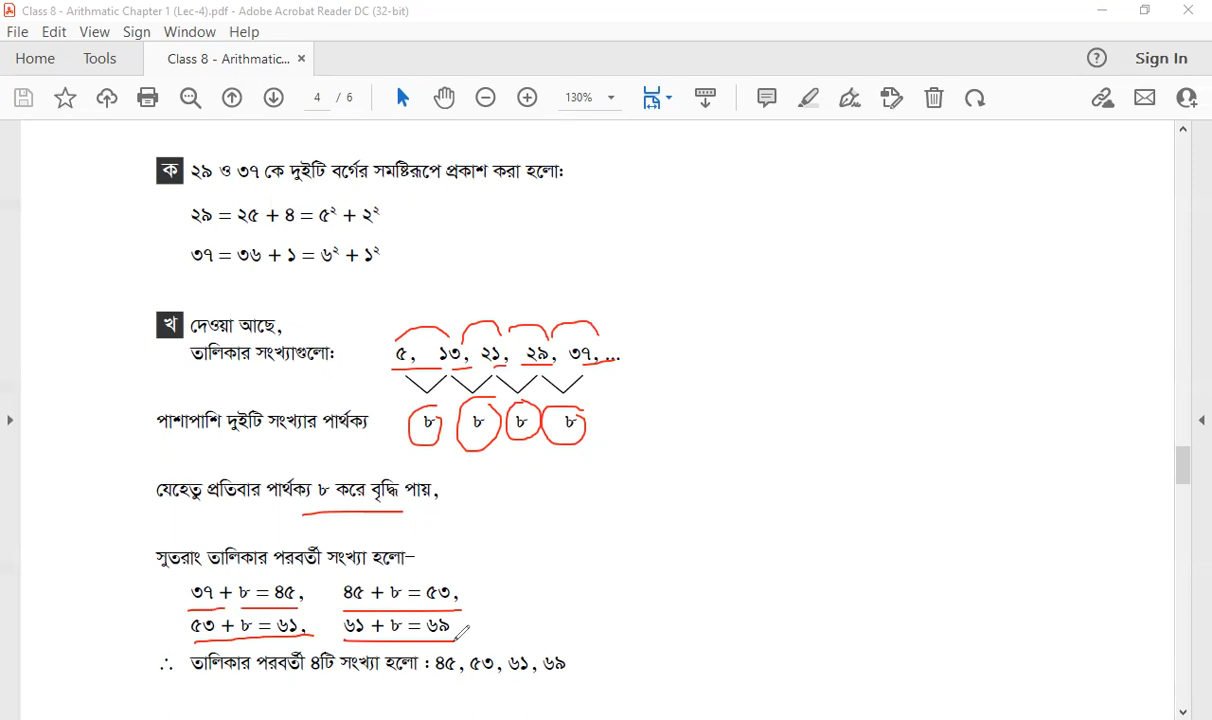 Class 8 - Arithmatic Chapter 1 (Lec-4).pdf - Adobe Acrobat Reader DC (32-bit)
File Edit View Sign Window Help
Home Tools Class 8 - Arithmatic... × Sign In
4 / 6 130%
ক ২৯ ও ৩৭ কে দুইটি বর্গের সমষ্টিরূপে প্রকাশ করা হলো:
২৯ = ২৫ + ৪ = ৫² + ২²
৩৭ = ৩৬ + ১ = ৬² + ১²
খ দেওয়া আছে,
তালিকার সংখ্যাগুলো: ৫, ১৩, ২১, ২৯, ৩৭, ...
পাশাপাশি দুইটি সংখ্যার পার্থক্য ৮ ৮ ৮ ৮
যেহেতু প্রতিবার পার্থক্য ৮ করে বৃদ্ধি পায়,
সুতরাং তালিকার পরবর্তী সংখ্যা হলো–
৩৭ + ৮ = ৪৫, ৪৫ + ৮ = ৫৩,
৫৩ + ৮ = ৬১, ৬১ + ৮ = ৬৯
∴ তালিকার পরবর্তী ৪টি সংখ্যা হলো : ৪৫, ৫৩, ৬১, ৬৯